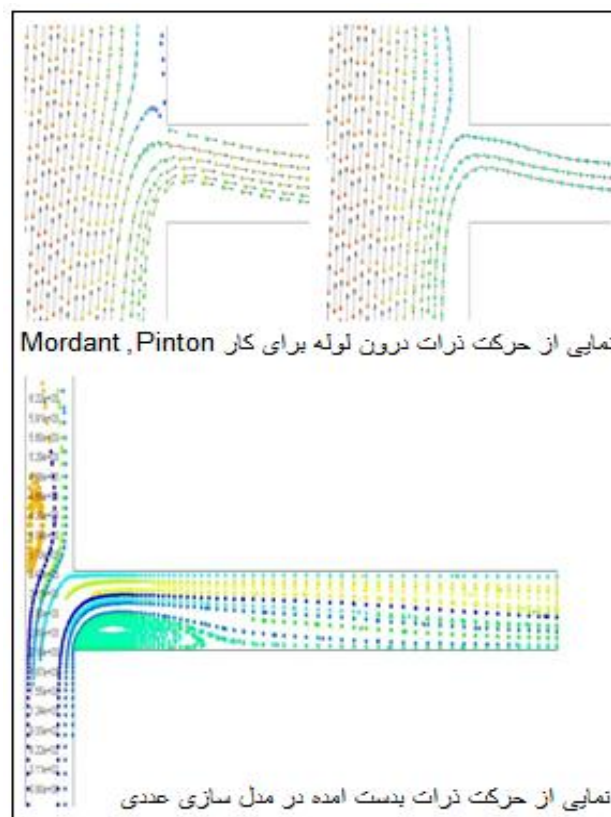 نمایی از حرکت ذرات درون لوله برای کار Mordant , Pinton
نمایی از حرکت ذرات بدست امده در مدل سازی عددی